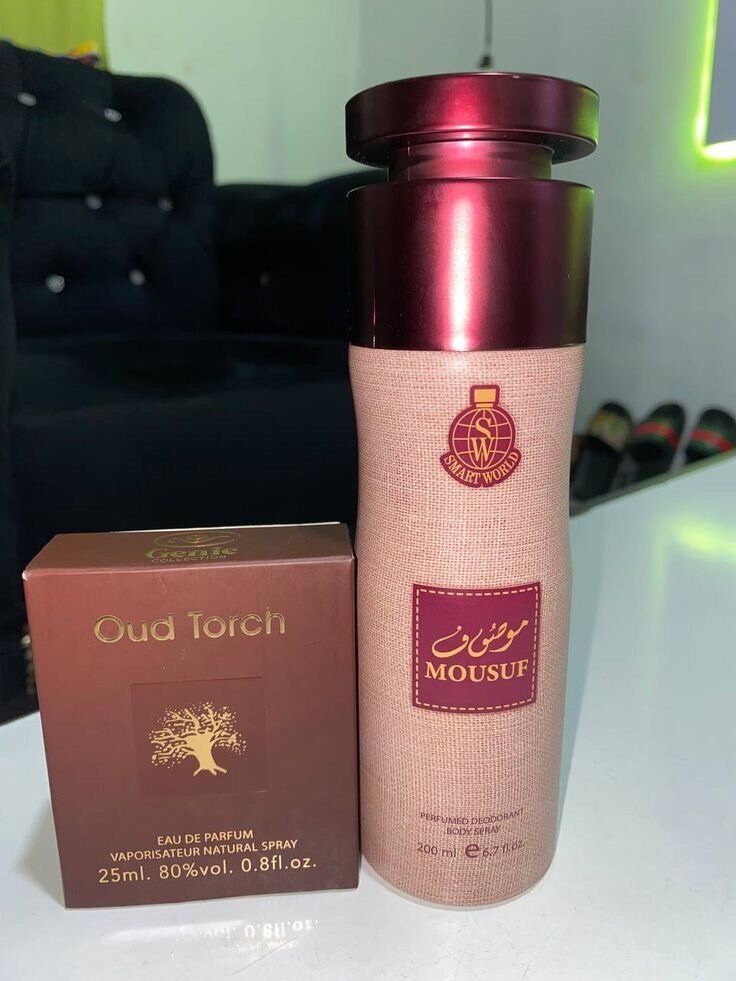 Genie
COLLECTION
Oud Torch
EAU DE PARFUM
VAPORISATEUR NATURAL SPRAY
25ml. 80%vol. 0.8fl.oz.
SW
SMART WORLD
موصوف
MOUSUF
PERFUMED DEODORANT
BODY SPRAY
200 ml e 6.7 fl.oz.